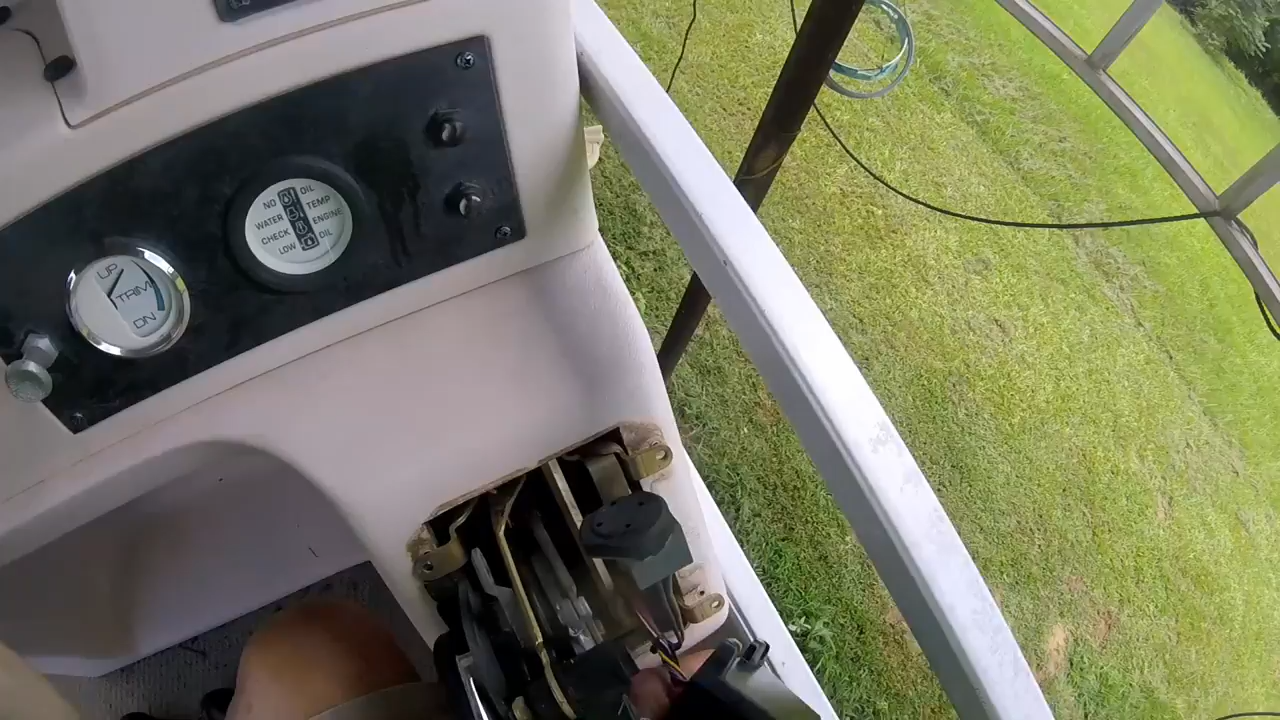 NO OIL
WATER TEMP
CHECK ENGINE
LOW OIL
UP
TRIM
DN